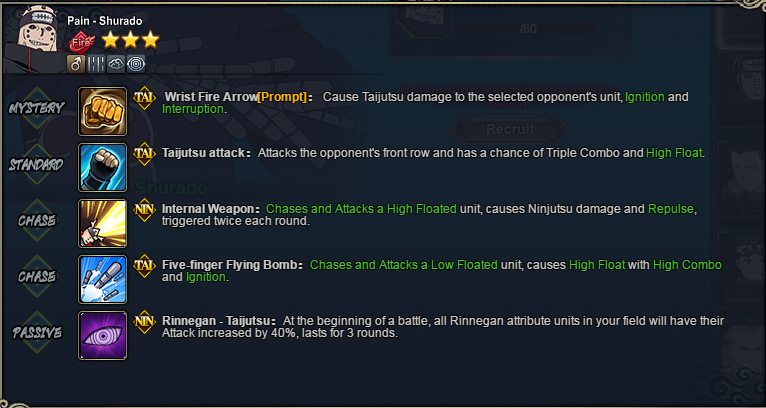 Pain - Shurado
/80
Fire
MYSTERY
TAI Wrist Fire Arrow[Prompt]: Cause Taijutsu damage to the selected opponent's unit, Ignition and
Interruption.
Recruit
STANDARD
TAI Taijutsu attack: Attacks the opponent's front row and has a chance of Triple Combo and High Float.
Shurado
CHASE
NIN Internal Weapon: Chases and Attacks a High Floated unit, causes Ninjutsu damage and Repulse,
triggered twice each round.
CHASE
TAI Five-finger Flying Bomb: Chases and Attacks a Low Floated unit, causes High Float with High Combo
and Ignition.
PASSIVE
NIN Rinnegan - Taijutsu: At the beginning of a battle, all Rinnegan attribute units in your field will have their
Attack increased by 40%, lasts for 3 rounds.